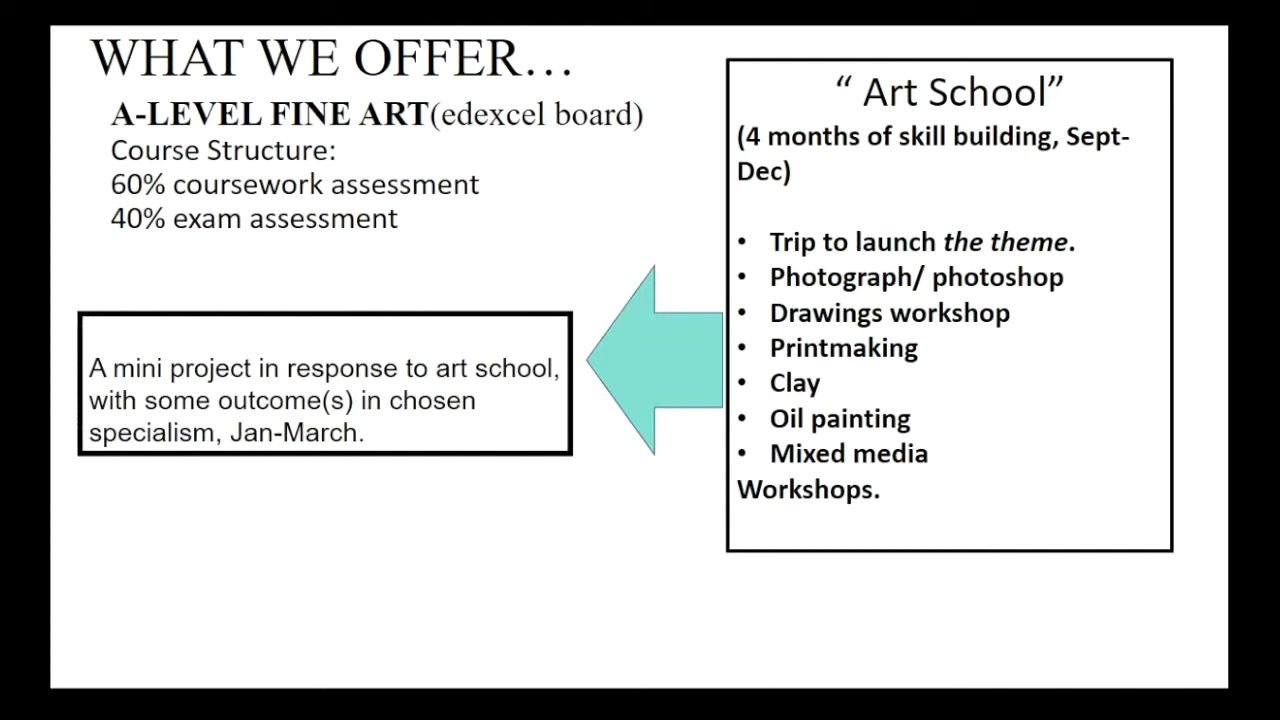 WHAT WE OFFER…
A-LEVEL FINE ART(edexcel board)
Course Structure:
60% coursework assessment
40% exam assessment
A mini project in response to art school,
with some outcome(s) in chosen
specialism, Jan-March.
“ Art School”
(4 months of skill building, Sept-
Dec)
• Trip to launch the theme.
• Photograph/ photoshop
• Drawings workshop
• Printmaking
• Clay
• Oil painting
• Mixed media
Workshops.